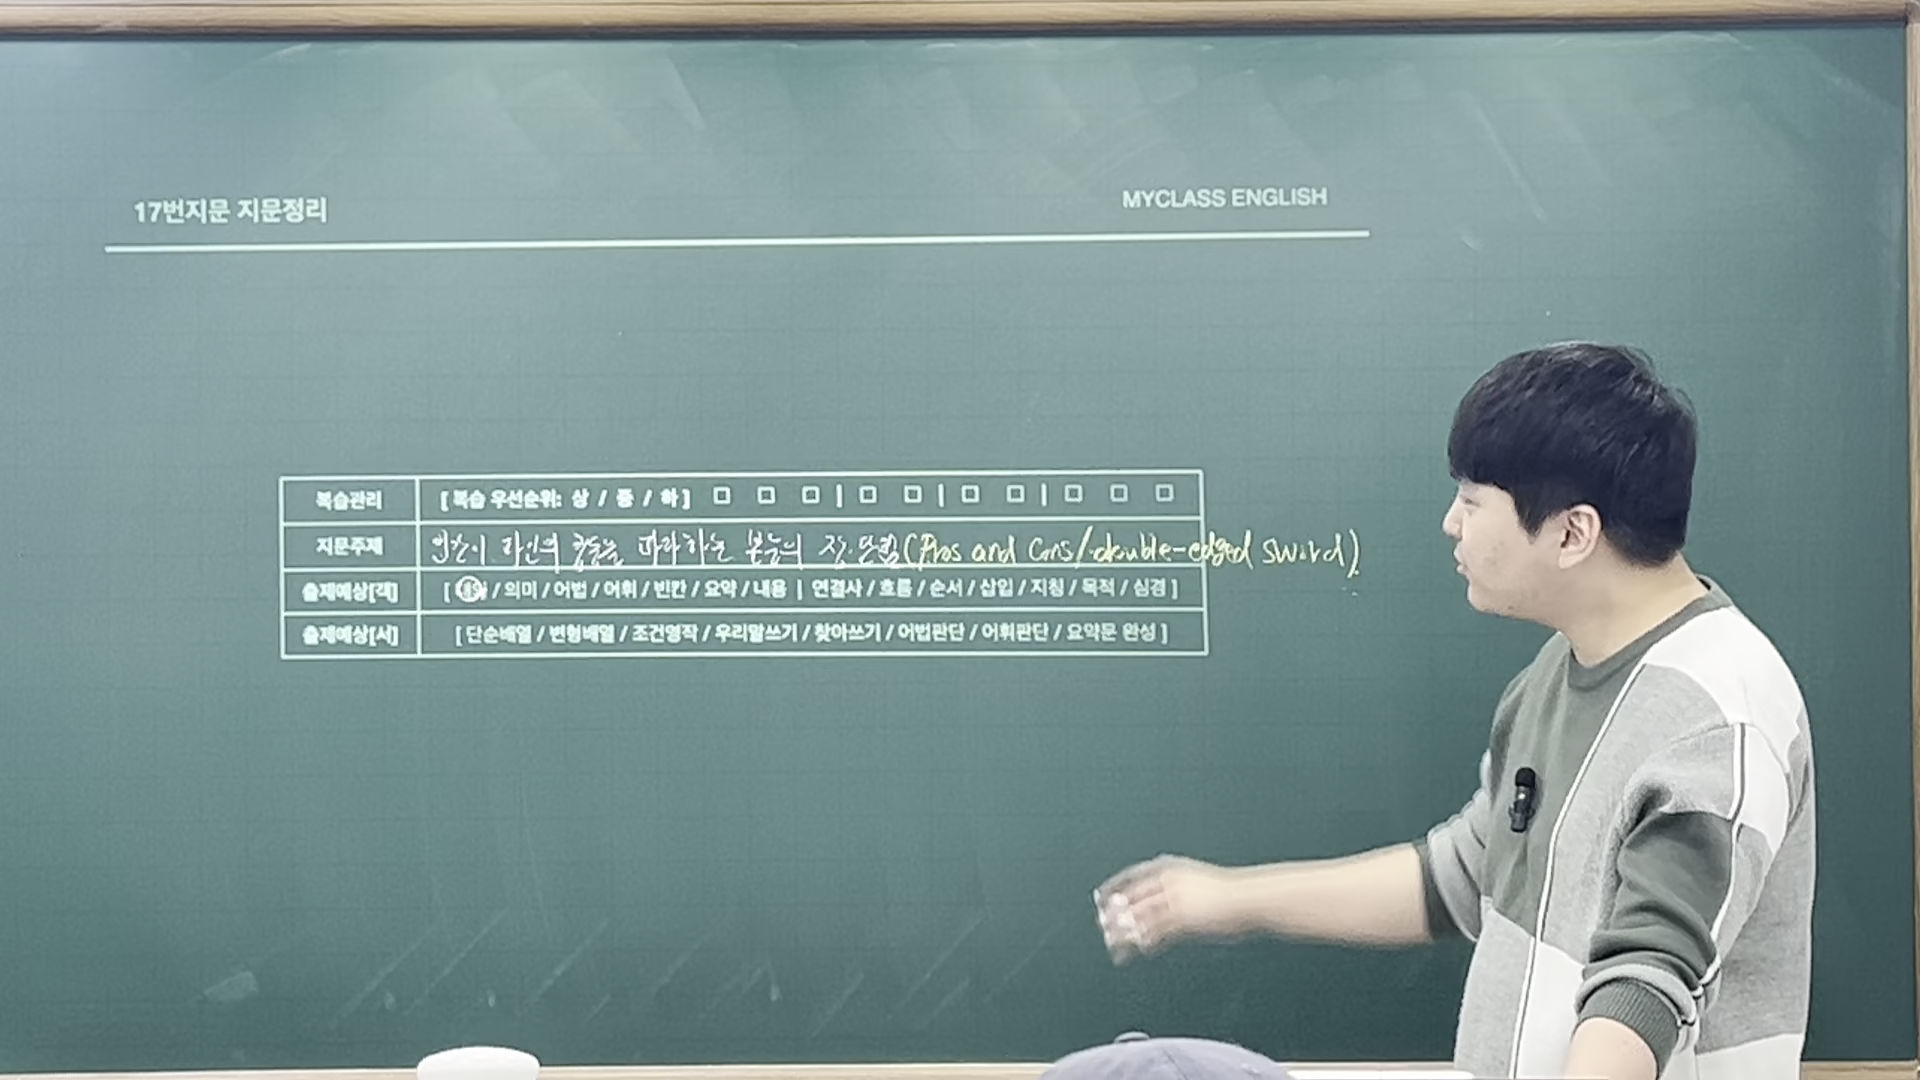 17번지문 지문정리
MYCLASS ENGLISH
복습관리 [ 복습 우선순위: 상 / 중 / 하 ] □ □ □ | □ □ | □ □ | □ □ □
지문주제 인간이 타인의 행동을 따라하는 본능의 장·단점 (Pros and Cons/double-edged sword).
출제예상[객] [ / 의미 / 어법 / 어휘 / 빈칸 / 요약 / 내용 | 연결사 / 흐름 / 순서 / 삽입 / 지칭 / 목적 / 심경 ]
출제예상[서] [ 단순배열 / 변형배열 / 조건영작 / 우리말쓰기 / 찾아쓰기 / 어법판단 / 어휘판단 / 요약문 완성 ]